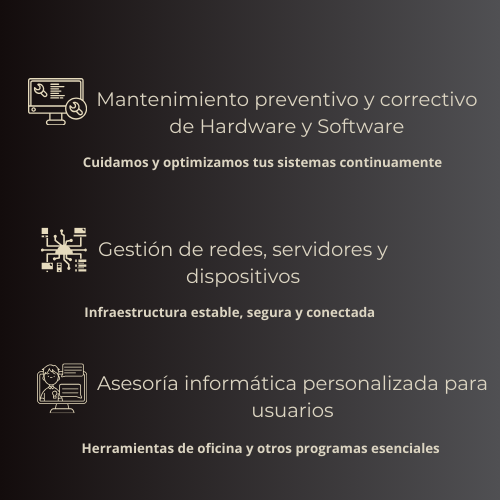 Mantenimiento preventivo y correctivo
de Hardware y Software
Cuidamos y optimizamos tus sistemas continuamente
Gestión de redes, servidores y
dispositivos
Infraestructura estable, segura y conectada
Asesoría informática personalizada para
usuarios
Herramientas de oficina y otros programas esenciales